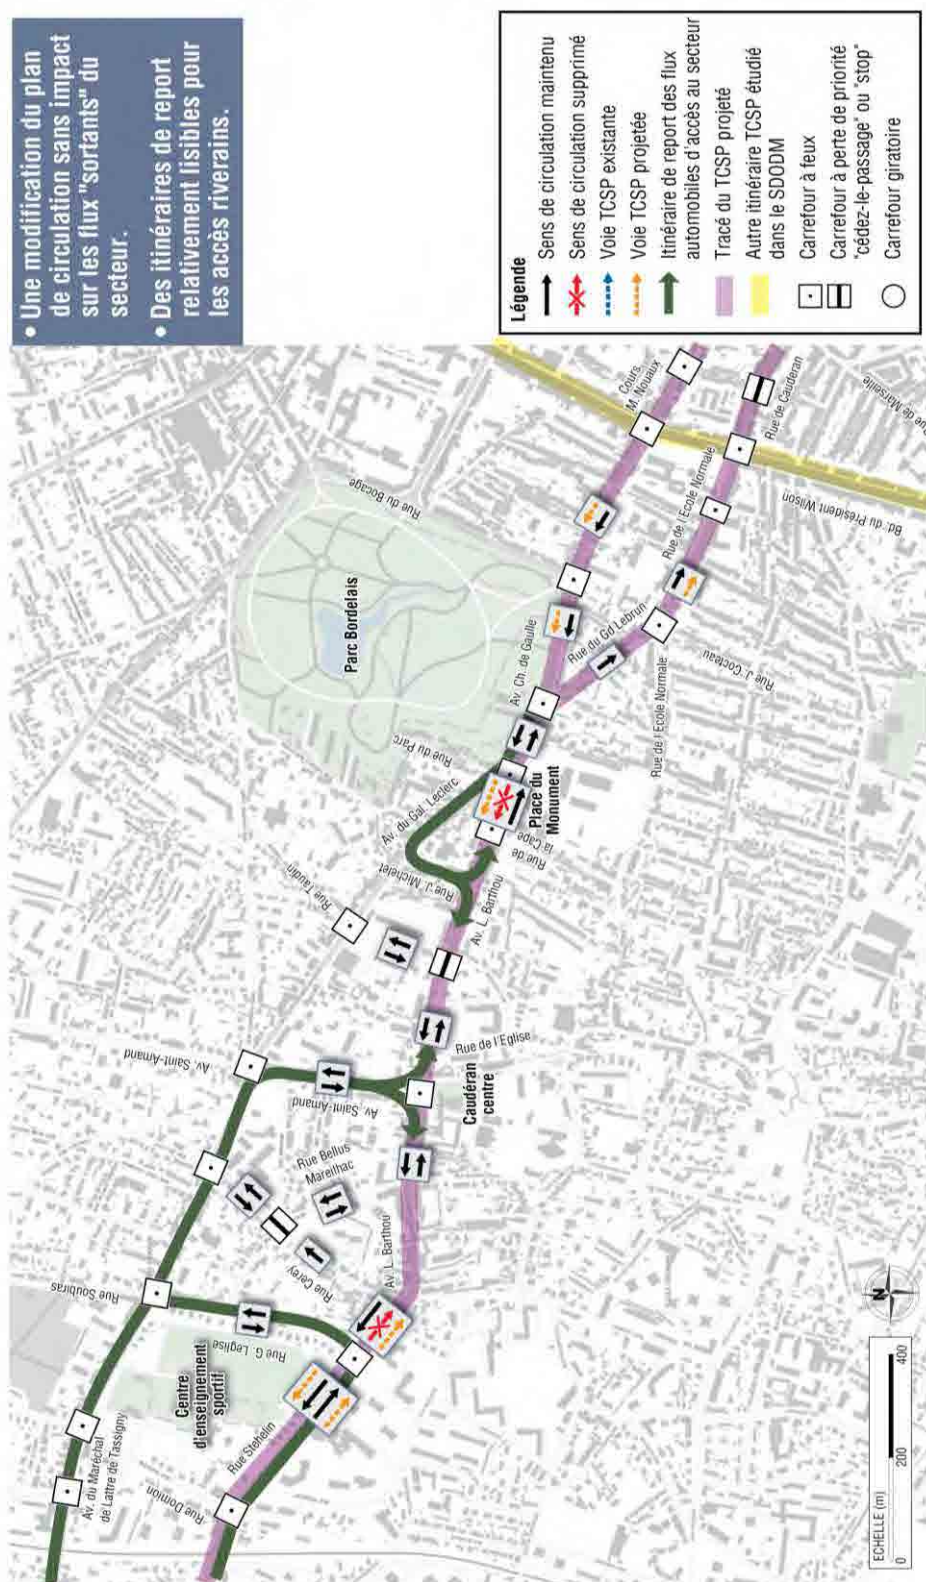 • Une modification du plan
de circulation sans impact
sur les flux "sortants" du
secteur.
• Des itinéraires de report
relativement lisibles pour
les accès riverains.
Légende
Sens de circulation maintenu
Sens de circulation supprimé
Voie TCSP existante
Voie TCSP projetée
Itinéraire de report des flux
automobiles d'accès au secteur
Tracé du TCSP projeté
Autre itinéraire TCSP étudié
dans le SDODM
Carrefour à feux
Carrefour à perte de priorité
"cédez-le-passage" ou "stop"
Carrefour giratoire
Av. du Maréchal
de Lattre de Tassigny
Rue Soubiras
Av. Saint-Amand
Rue Taudin
Rue du Parc
Parc Bordelais
Rue du Bocage
Cours
M. Nouaux
Centre
d'enseignement
sportif
Rue G. Leglise
Rue Cerey
Rue Bellus
Mareilhac
Av. Saint-Amand
Rue J. Michelet
Av. du Gal. Leclerc
Av. Ch. de Gaulle
Rue Dornion
Rue Stehelin
Av. L. Barthou
Caudéran
centre
Rue de l'Eglise
Av. L. Barthou
Rue de
la Cape
Place du
Monument
Rue du Gd Lebrun
Rue de l'Ecole Normale
Rue de l'Ecole Normale
Rue J. Cocteau
Rue de Caudéran
Bd. du Président Wilson
Rue de Marseille
ECHELLE (m)
0 200 400
N